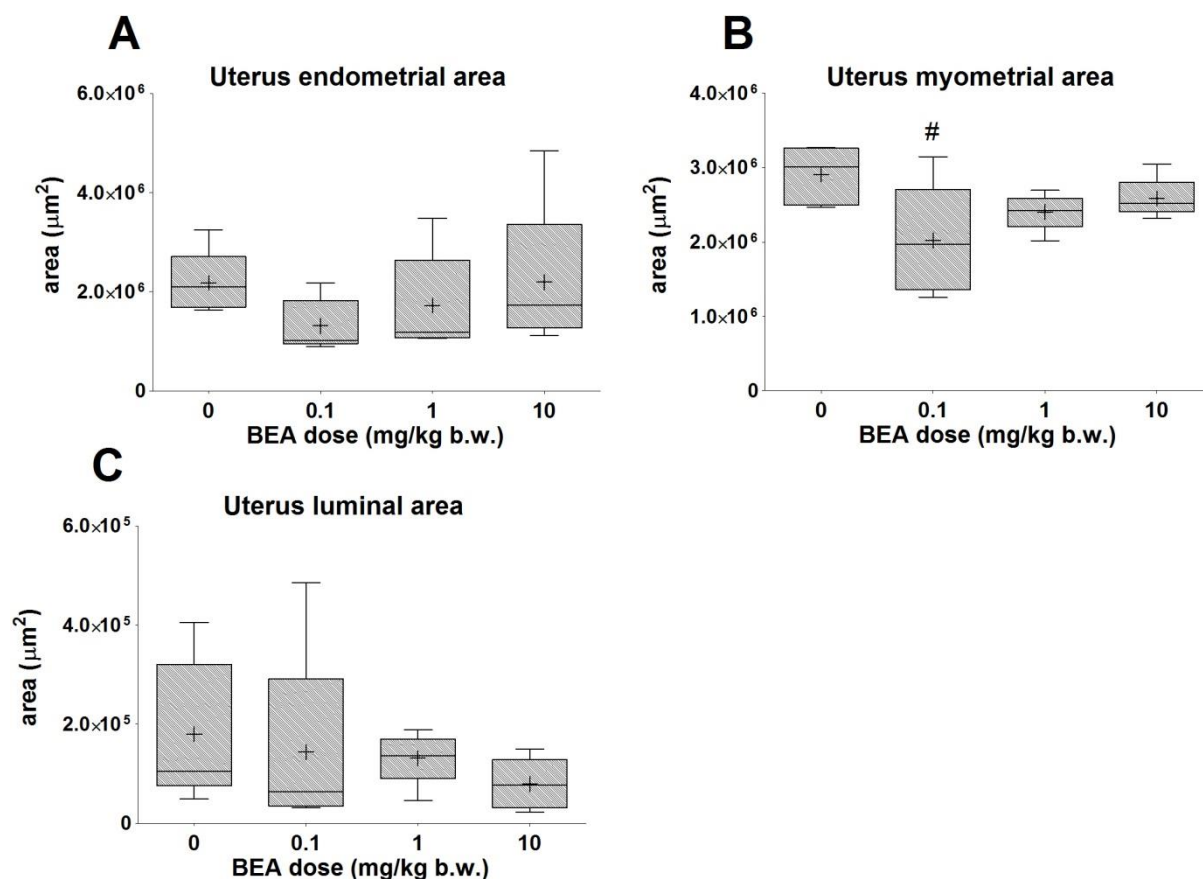 A
Uterus endometrial area
6.0×10⁶
4.0×10⁶
2.0×10⁶
0
area (μm²)
0 0.1 1 10
BEA dose (mg/kg b.w.)
B
Uterus myometrial area
4.0×10⁶
3.0×10⁶
2.0×10⁶
1.0×10⁶
0
area (μm²)
#
0 0.1 1 10
BEA dose (mg/kg b.w.)
C
Uterus luminal area
6.0×10⁵
4.0×10⁵
2.0×10⁵
0
area (μm²)
0 0.1 1 10
BEA dose (mg/kg b.w.)